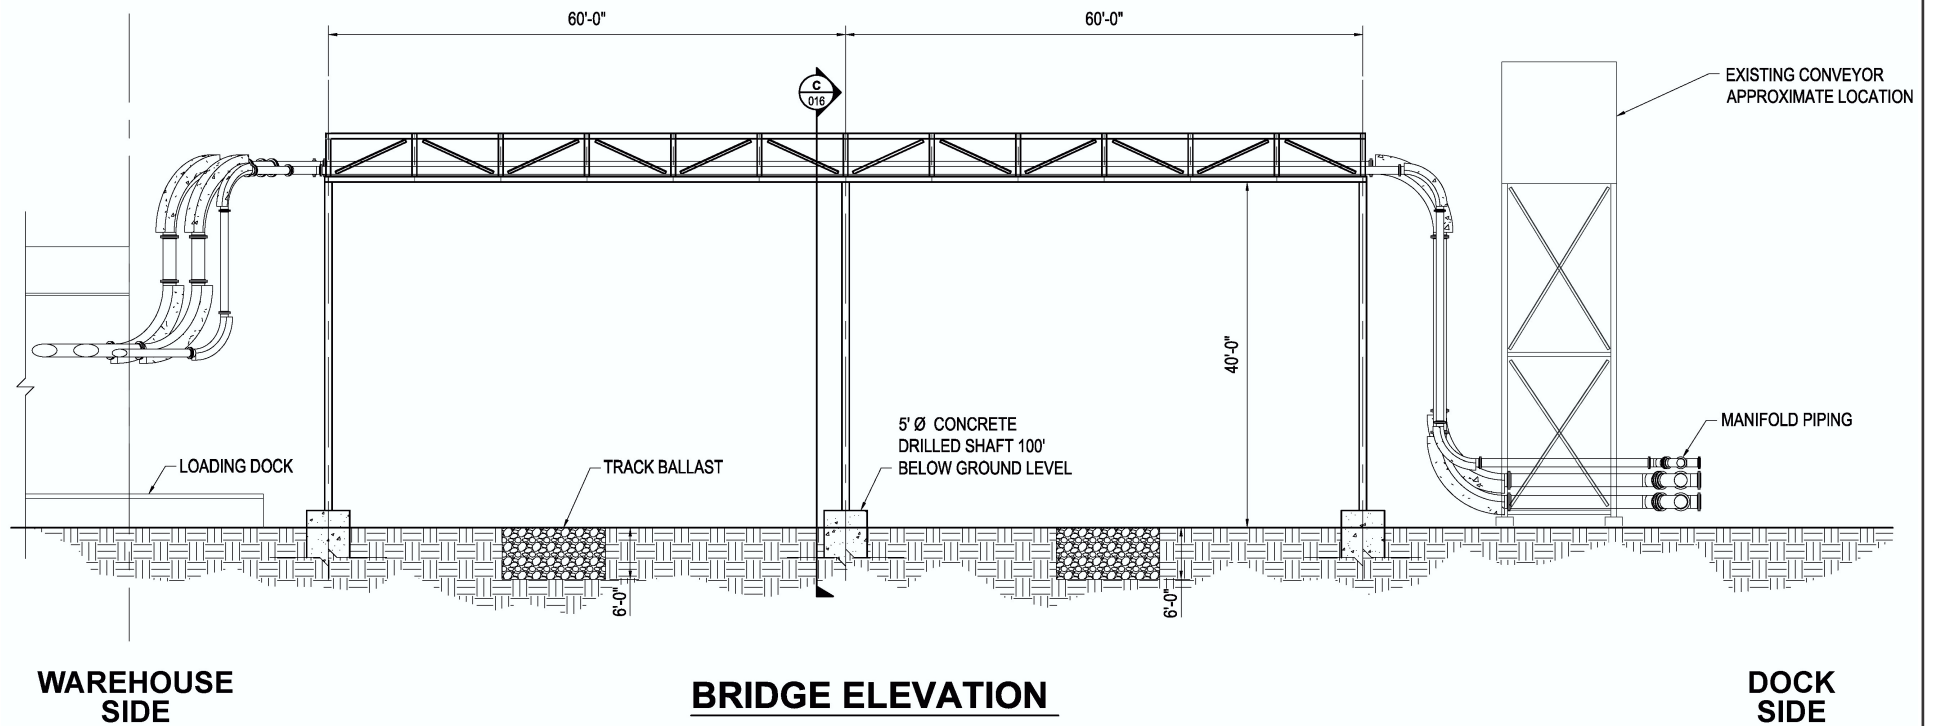 60'-0"
60'-0"
C
016
EXISTING CONVEYOR
APPROXIMATE LOCATION
40'-0"
5' Ø CONCRETE
DRILLED SHAFT 100'
BELOW GROUND LEVEL
MANIFOLD PIPING
LOADING DOCK
TRACK BALLAST
6'-0"
6'-0"
WAREHOUSE
SIDE
BRIDGE ELEVATION
DOCK
SIDE